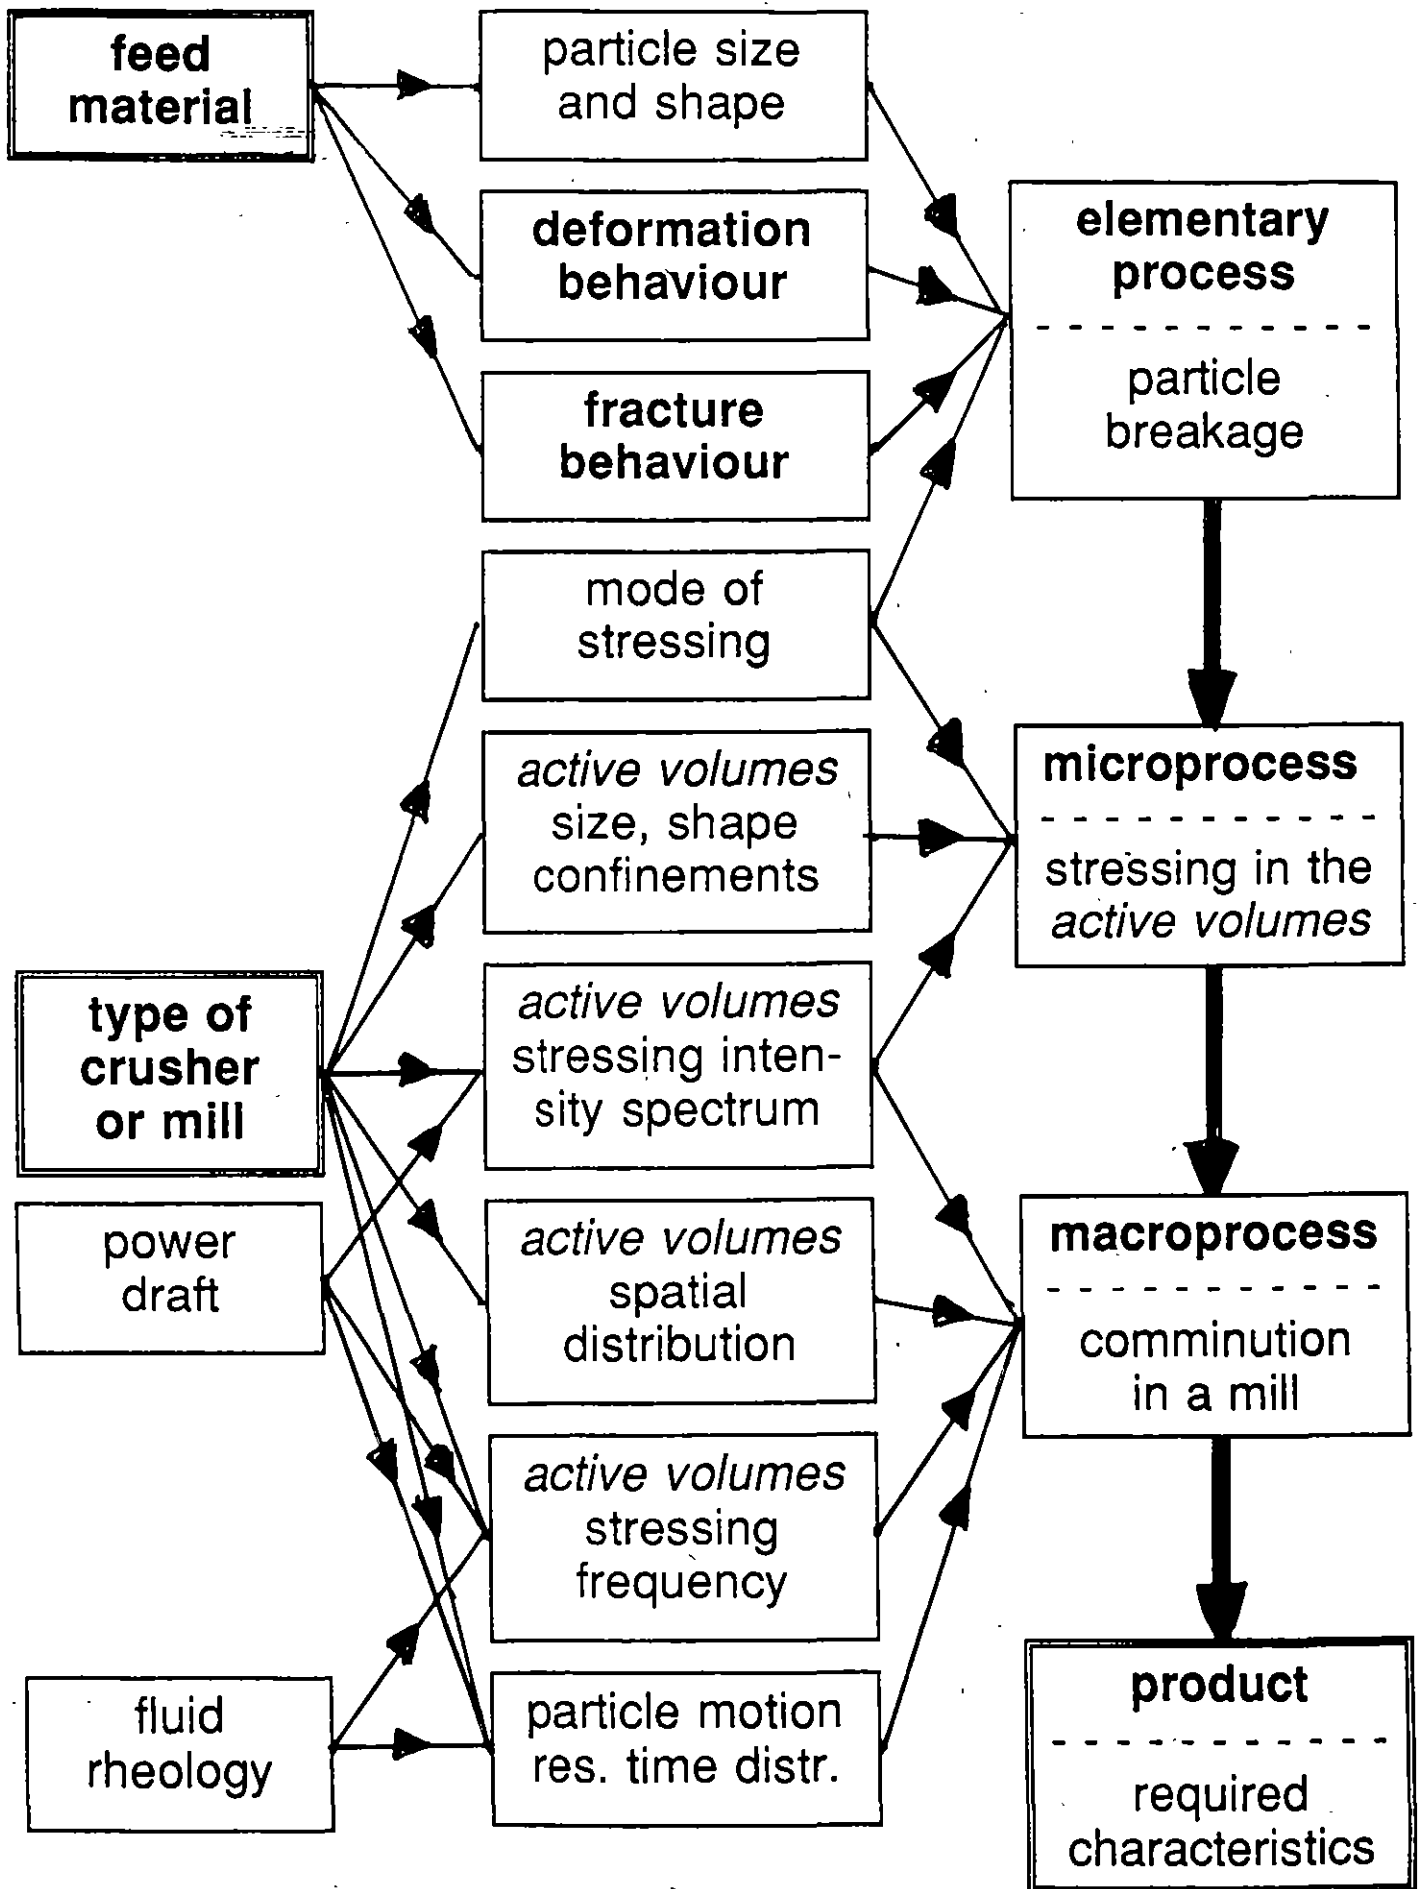 feed
material
particle size
and shape
deformation
behaviour
fracture
behaviour
mode of
stressing
active volumes
size, shape
confinements
type of
crusher
or mill
active volumes
stressing inten-
sity spectrum
power
draft
active volumes
spatial
distribution
active volumes
stressing
frequency
fluid
rheology
particle motion
res. time distr.
elementary
process
particle
breakage
microprocess
stressing in the
active volumes
macroprocess
comminution
in a mill
product
required
characteristics